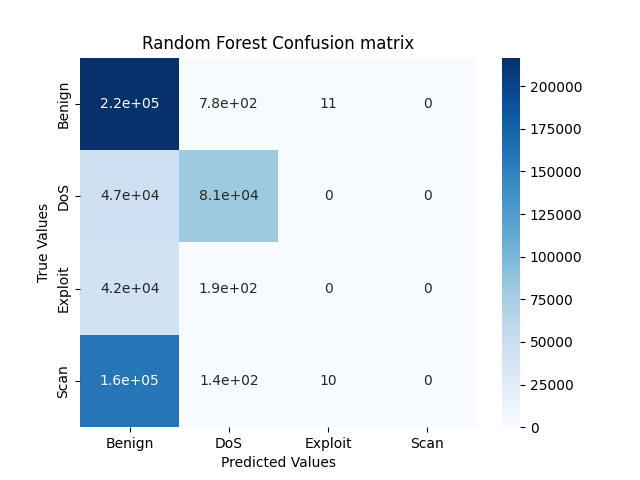 Random Forest Confusion matrix
Benign 2.2e+05 7.8e+02 11 0
DoS 4.7e+04 8.1e+04 0 0
Exploit 4.2e+04 1.9e+02 0 0
Scan 1.6e+05 1.4e+02 10 0
Benign DoS Exploit Scan
Predicted Values
True Values
200000
175000
150000
125000
100000
75000
50000
25000
0